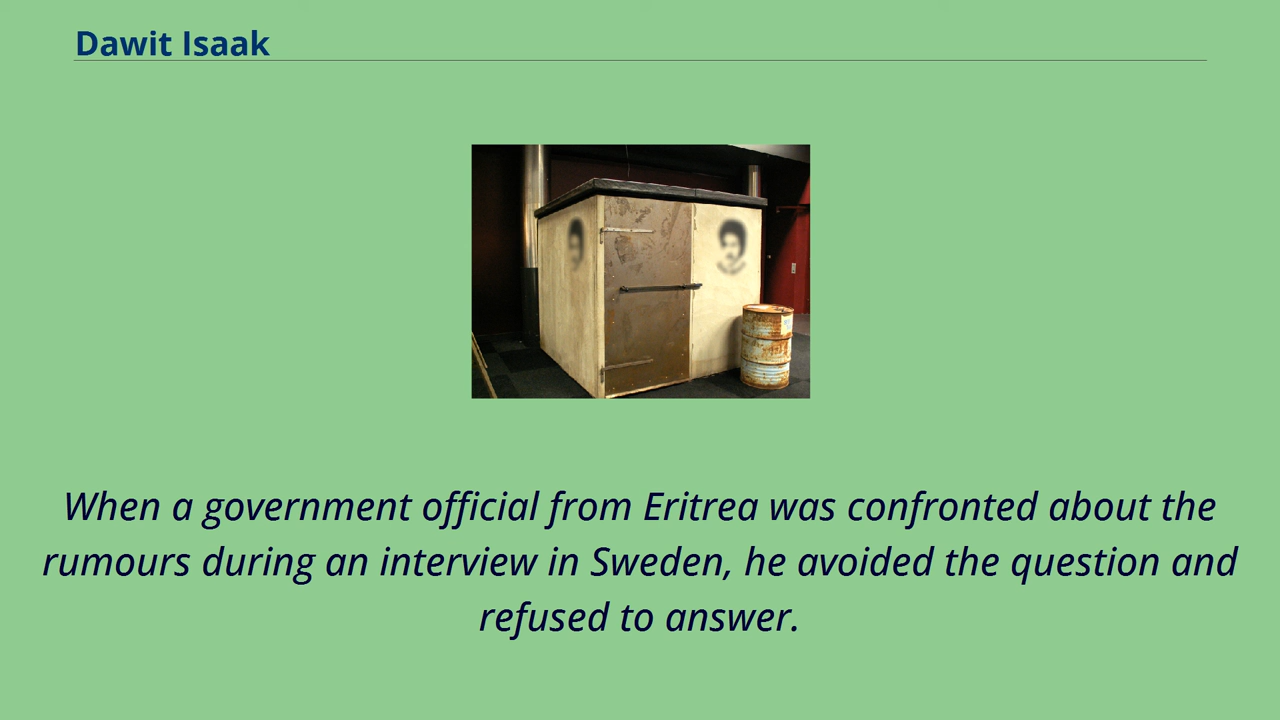 Dawit Isaak
When a government official from Eritrea was confronted about the
rumours during an interview in Sweden, he avoided the question and
refused to answer.